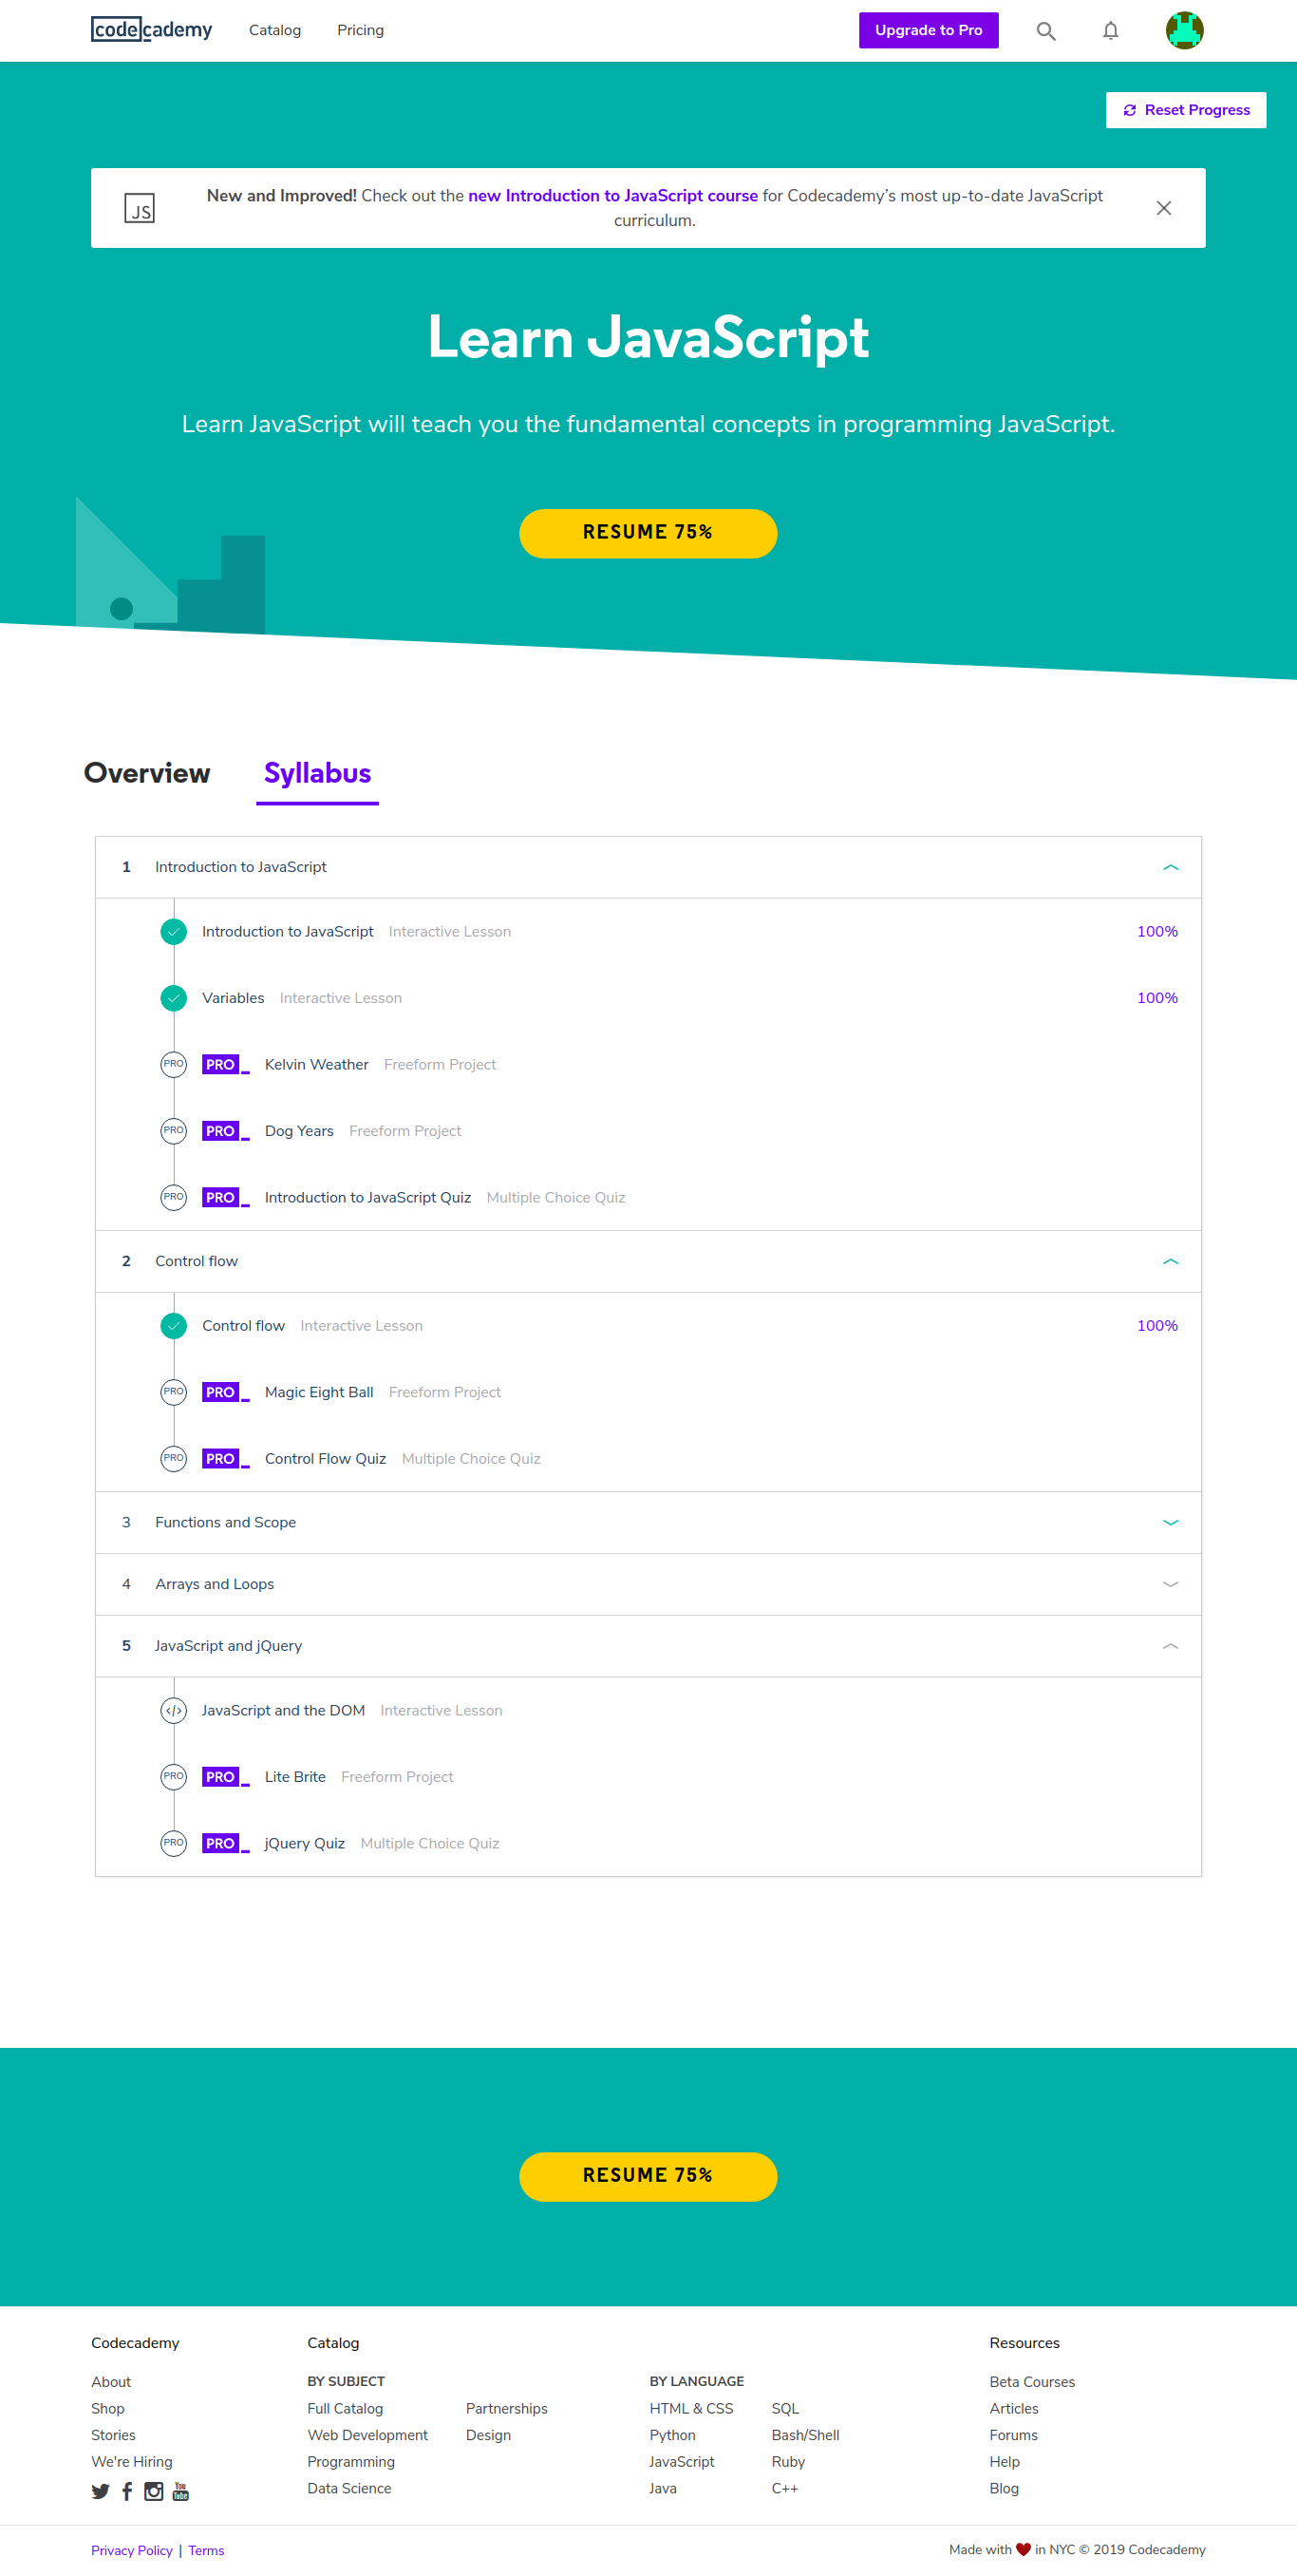 codecademy Catalog Pricing Upgrade to Pro
Reset Progress
JS
New and Improved! Check out the new Introduction to JavaScript course for Codecademy's most up-to-date JavaScript
curriculum.
Learn JavaScript
Learn JavaScript will teach you the fundamental concepts in programming JavaScript.
RESUME 75%
Overview Syllabus
1 Introduction to JavaScript
Introduction to JavaScript Interactive Lesson 100%
Variables Interactive Lesson 100%
PRO PRO Kelvin Weather Freeform Project
PRO PRO Dog Years Freeform Project
PRO PRO Introduction to JavaScript Quiz Multiple Choice Quiz
2 Control flow
Control flow Interactive Lesson 100%
PRO PRO Magic Eight Ball Freeform Project
PRO PRO Control Flow Quiz Multiple Choice Quiz
3 Functions and Scope
4 Arrays and Loops
5 JavaScript and jQuery
</> JavaScript and the DOM Interactive Lesson
PRO PRO Lite Brite Freeform Project
PRO PRO jQuery Quiz Multiple Choice Quiz
RESUME 75%
Codecademy
About
Shop
Stories
We're Hiring
You Tube
Catalog
BY SUBJECT
Full Catalog
Web Development
Programming
Data Science
Partnerships
Design
BY LANGUAGE
HTML & CSS
Python
JavaScript
Java
SQL
Bash/Shell
Ruby
C++
Resources
Beta Courses
Articles
Forums
Help
Blog
Privacy Policy | Terms
Made with ❤ in NYC © 2019 Codecademy